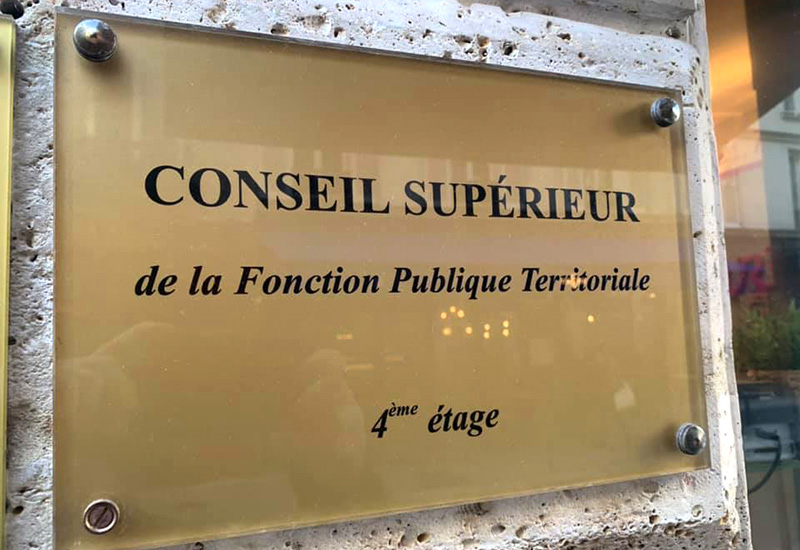 CONSEIL SUPÉRIEUR
de la Fonction Publique Territoriale
4ème étage